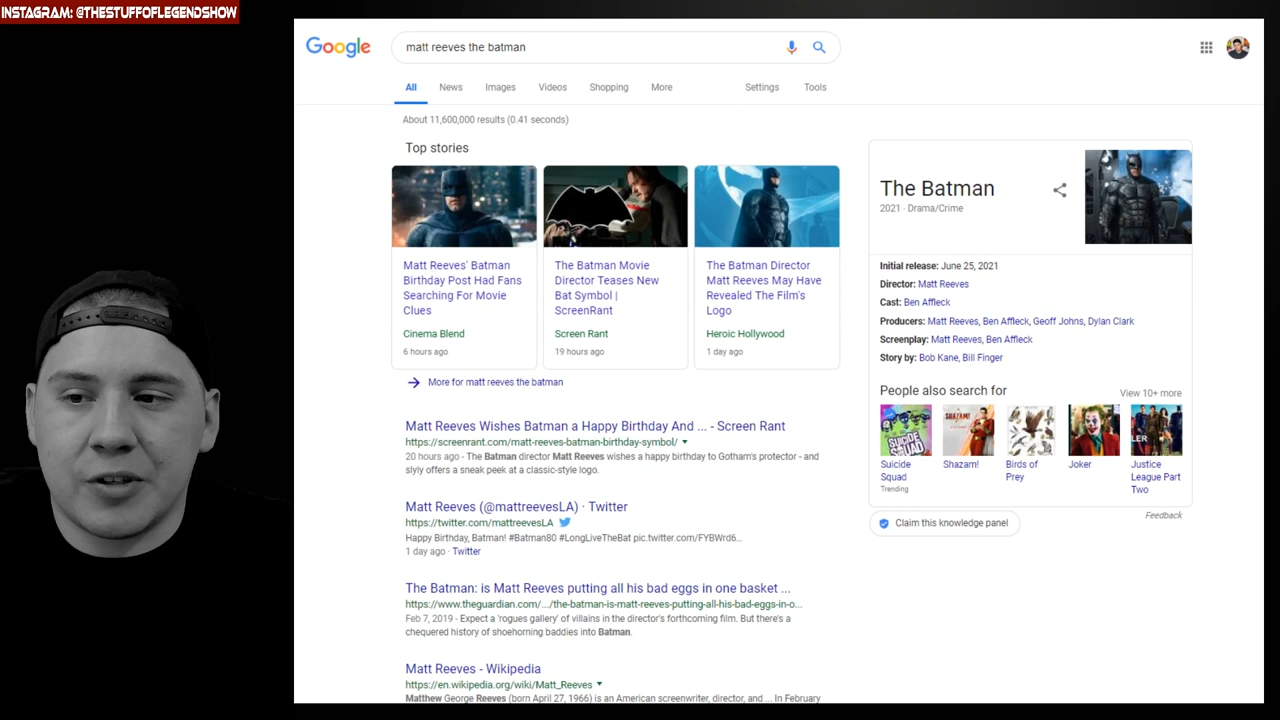 INSTAGRAM: @THESTUFFOFLEGENDSHOW
Google
matt reeves the batman
All News Images Videos Shopping More Settings Tools
About 11,600,000 results (0.41 seconds)
Top stories
Matt Reeves' Batman
Birthday Post Had Fans
Searching For Movie
Clues
Cinema Blend
6 hours ago
The Batman Movie
Director Teases New
Bat Symbol |
ScreenRant
Screen Rant
19 hours ago
The Batman Director
Matt Reeves May Have
Revealed The Film's
Logo
Heroic Hollywood
1 day ago
More for matt reeves the batman
Matt Reeves Wishes Batman a Happy Birthday And ... - Screen Rant
https://screenrant.com/matt-reeves-batman-birthday-symbol/
20 hours ago - The Batman director Matt Reeves wishes a happy birthday to Gotham's protector - and
slyly offers a sneak peek at a classic-style logo.
Matt Reeves (@mattreevesLA) · Twitter
https://twitter.com/mattreevesLA
Happy Birthday, Batman! #Batman80 #LongLiveTheBat pic.twitter.com/FYBWrd6...
1 day ago · Twitter
The Batman: is Matt Reeves putting all his bad eggs in one basket ...
https://www.theguardian.com/.../the-batman-is-matt-reeves-putting-all-his-bad-eggs-in-o...
Feb 7, 2019 - Expect a 'rogues gallery' of villains in the director's forthcoming film. But there's a
chequered history of shoehorning baddies into Batman.
Matt Reeves - Wikipedia
https://en.wikipedia.org/wiki/Matt_Reeves
Matthew George Reeves (born April 27, 1966) is an American screenwriter, director, and ... In February
The Batman
2021 · Drama/Crime
Initial release: June 25, 2021
Director: Matt Reeves
Cast: Ben Affleck
Producers: Matt Reeves, Ben Affleck, Geoff Johns, Dylan Clark
Screenplay: Matt Reeves, Ben Affleck
Story by: Bob Kane, Bill Finger
People also search for
View 10+ more
SUICIDE
SQUAD
SHAZAM!
LER
Suicide
Squad
Trending
Shazam!
Birds of
Prey
Joker
Justice
League Part
Two
Feedback
Claim this knowledge panel